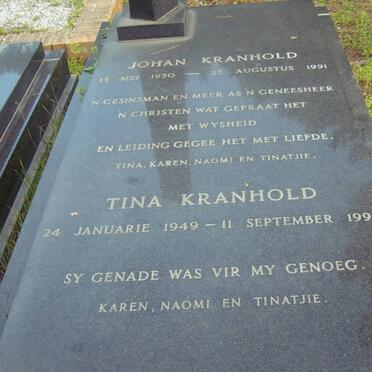 JOHAN KRANHOLD
15 MEI 1950 — 25 AUGUSTUS 1991
'N GESINSMAN EN MEER AS 'N GENEESHEER
'N CHRISTEN WAT GEPRAAT HET
MET WYSHEID
EN LEIDING GEGEE HET MET LIEFDE.
TINA, KAREN, NAOMI EN TINATJIE.
TINA KRANHOLD
24 JANUARIE 1949 — 11 SEPTEMBER 199
SY GENADE WAS VIR MY GENOEG.
KAREN, NAOMI EN TINATJIE.